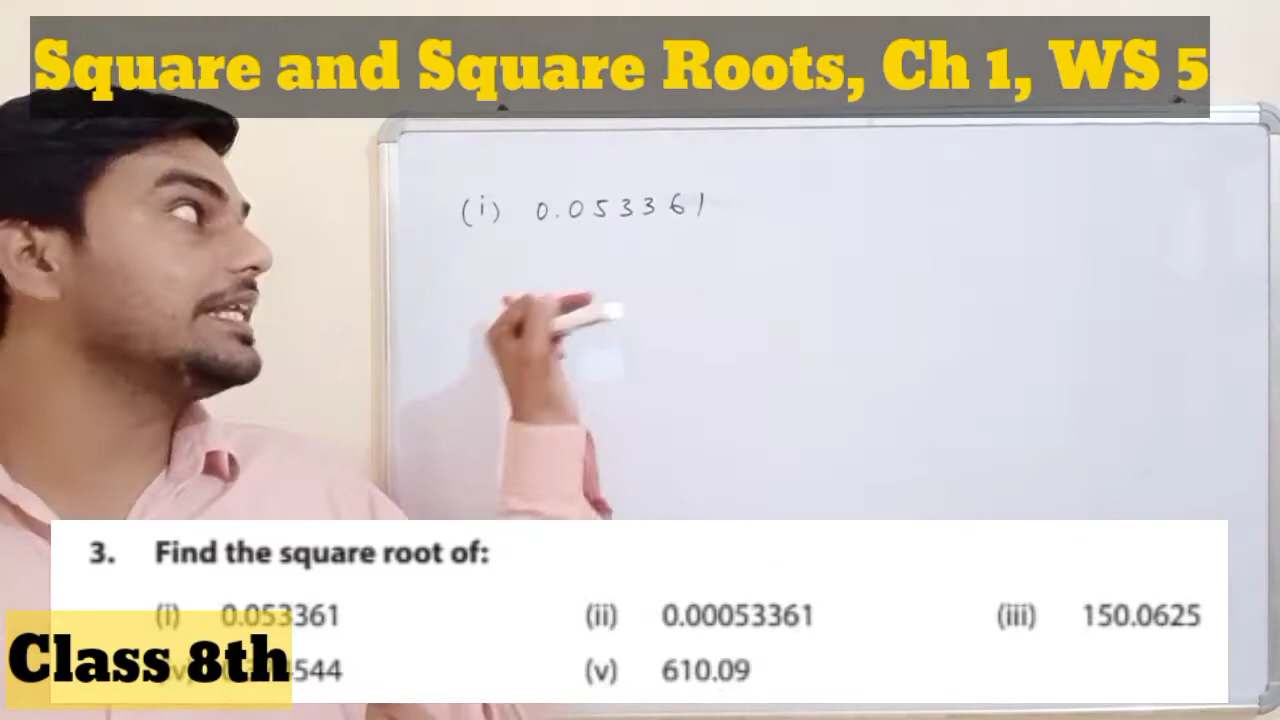 Square and Square Roots, Ch 1, WS 5
(i) 0.053361
3. Find the square root of:
(i) 0.053361 (ii) 0.00053361 (iii) 150.0625
Class 8th
544 (v) 610.09